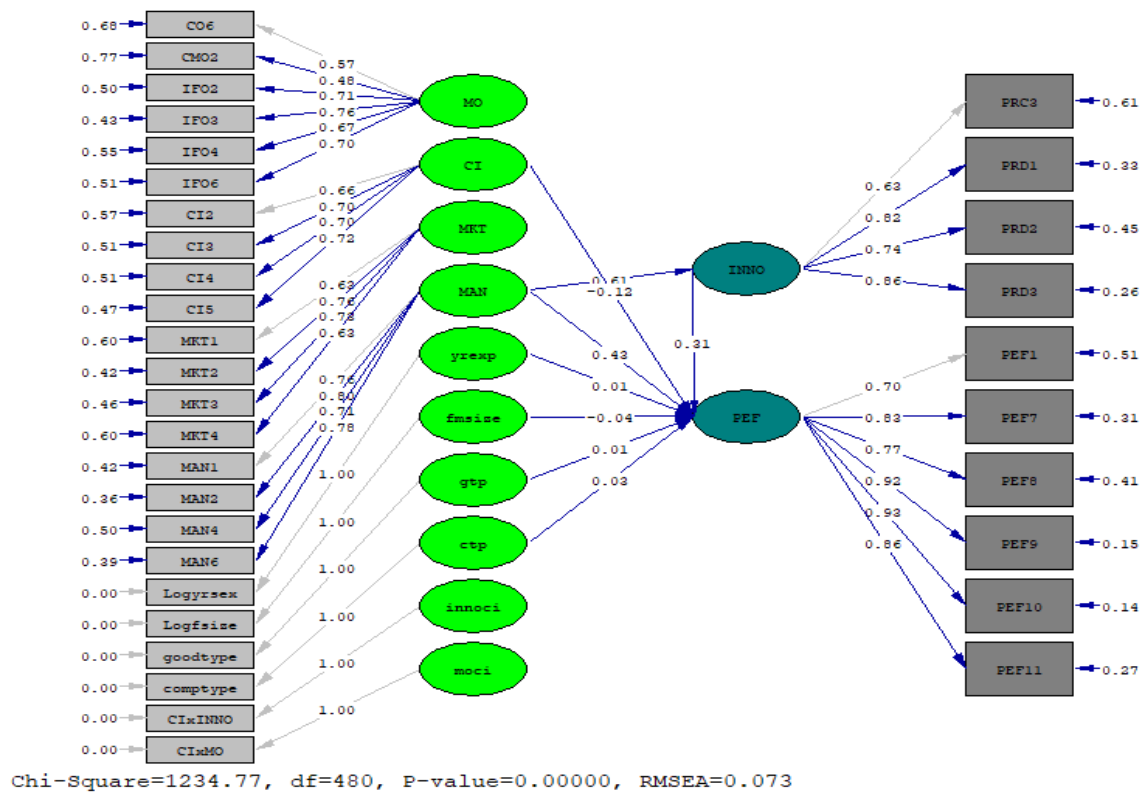 0.68 CO6
0.77 CMO2
0.50 IFO2
0.43 IFO3
0.55 IFO4
0.51 IFO6
0.57 CI2
0.51 CI3
0.51 CI4
0.47 CI5
0.60 MKT1
0.42 MKT2
0.46 MKT3
0.60 MKT4
0.42 MAN1
0.36 MAN2
0.50 MAN4
0.39 MAN6
0.00 Logyrsex
0.00 Logfsize
0.00 goodtype
0.00 comptype
0.00 CIxINNO
0.00 CIxMO
0.57
0.48
0.71
0.76
0.67
0.70
0.66
0.70
0.70
0.72
0.63
0.76
0.73
0.63
0.76
0.80
0.71
0.78
1.00
1.00
1.00
1.00
1.00
1.00
MO
CI
MKT
MAN
yrexp
fmsize
gtp
ctp
innoci
moci
0.61
-0.12
0.43
0.01
-0.04
0.01
0.03
INNO
0.31
PEF
0.63
0.82
0.74
0.86
0.70
0.83
0.77
0.92
0.93
0.86
PRC3 0.61
PRD1 0.33
PRD2 0.45
PRD3 0.26
PEF1 0.51
PEF7 0.31
PEF8 0.41
PEF9 0.15
PEF10 0.14
PEF11 0.27
Chi-Square=1234.77, df=480, P-value=0.00000, RMSEA=0.073